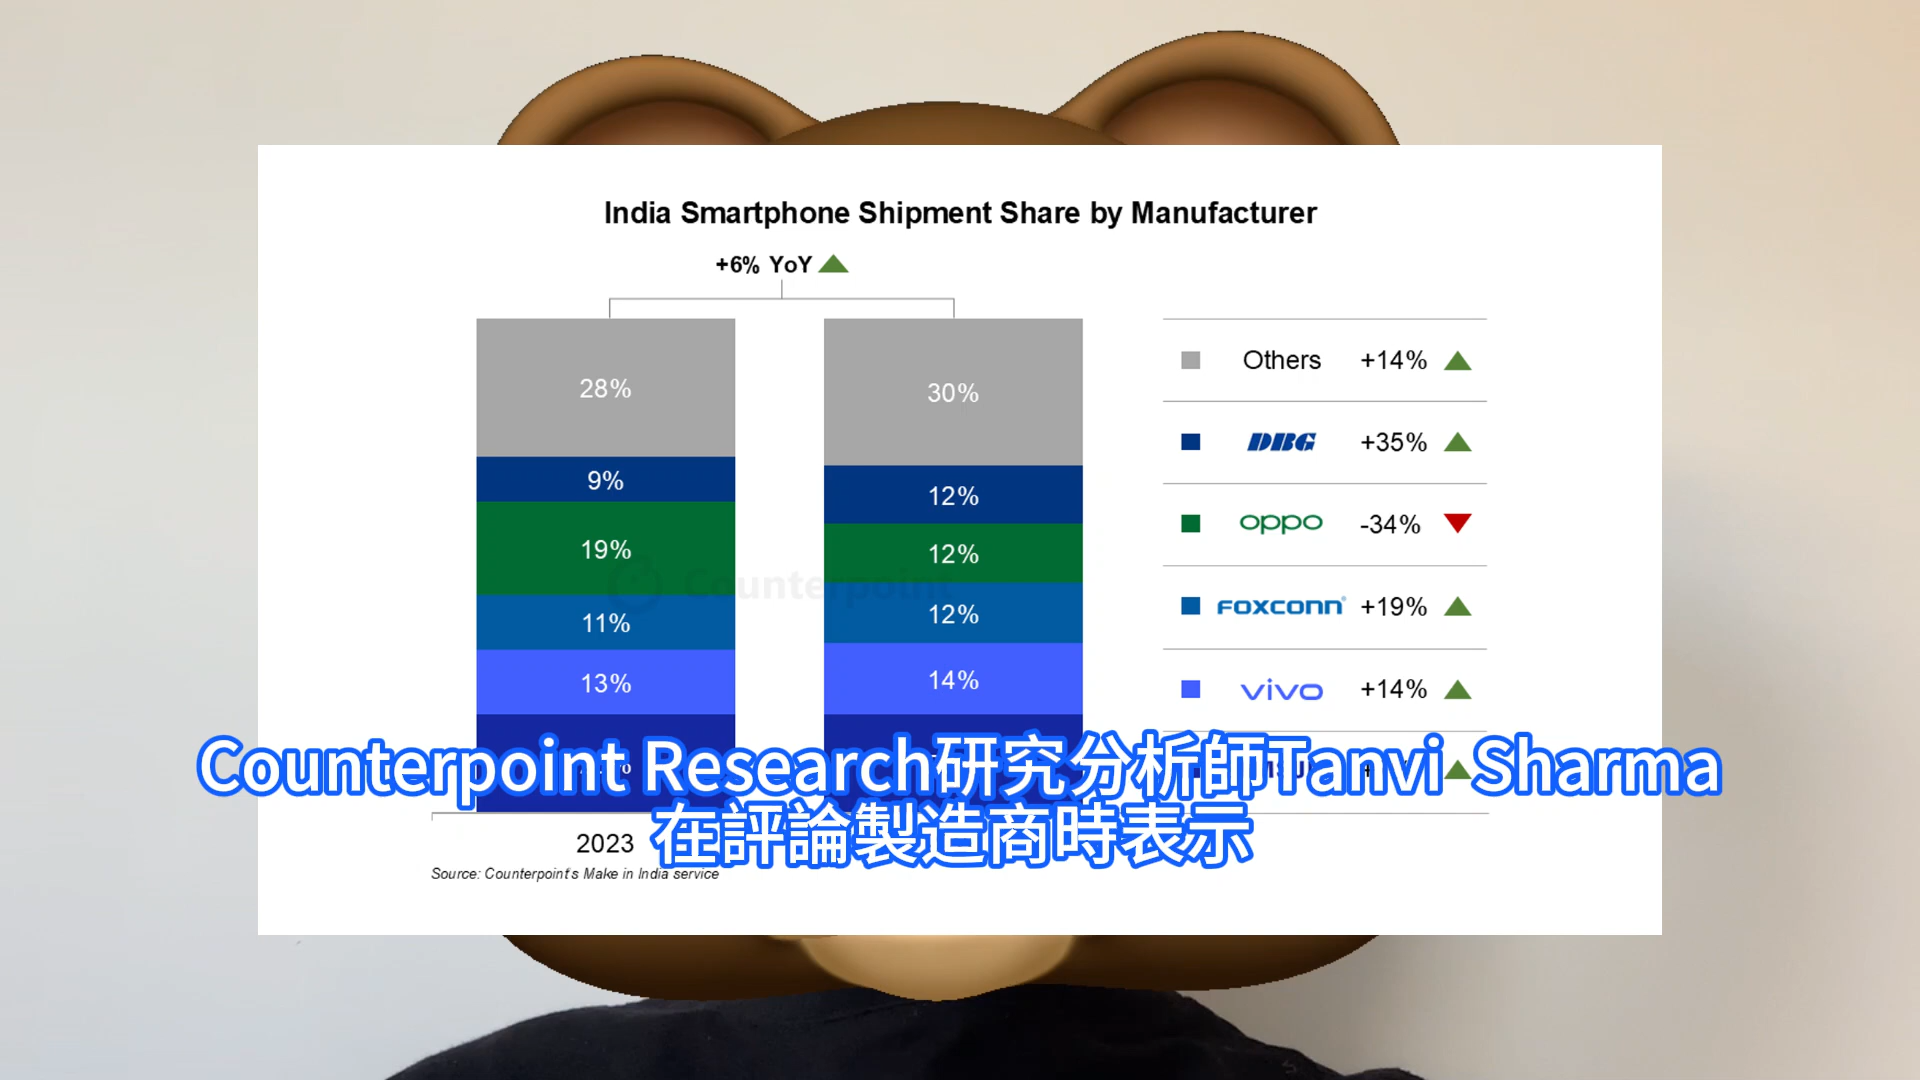 India Smartphone Shipment Share by Manufacturer
+6% YoY
28%
30%
9%
12%
19%
12%
11%
12%
13%
14%
Others +14%
DBG +35%
oppo -34%
FOXCONN +19%
vivo +14%
Counterpoint
Counterpoint Research研究分析師Tanvi Sharma
在評論製造商時表示
2023
Source: Counterpoint's Make in India service